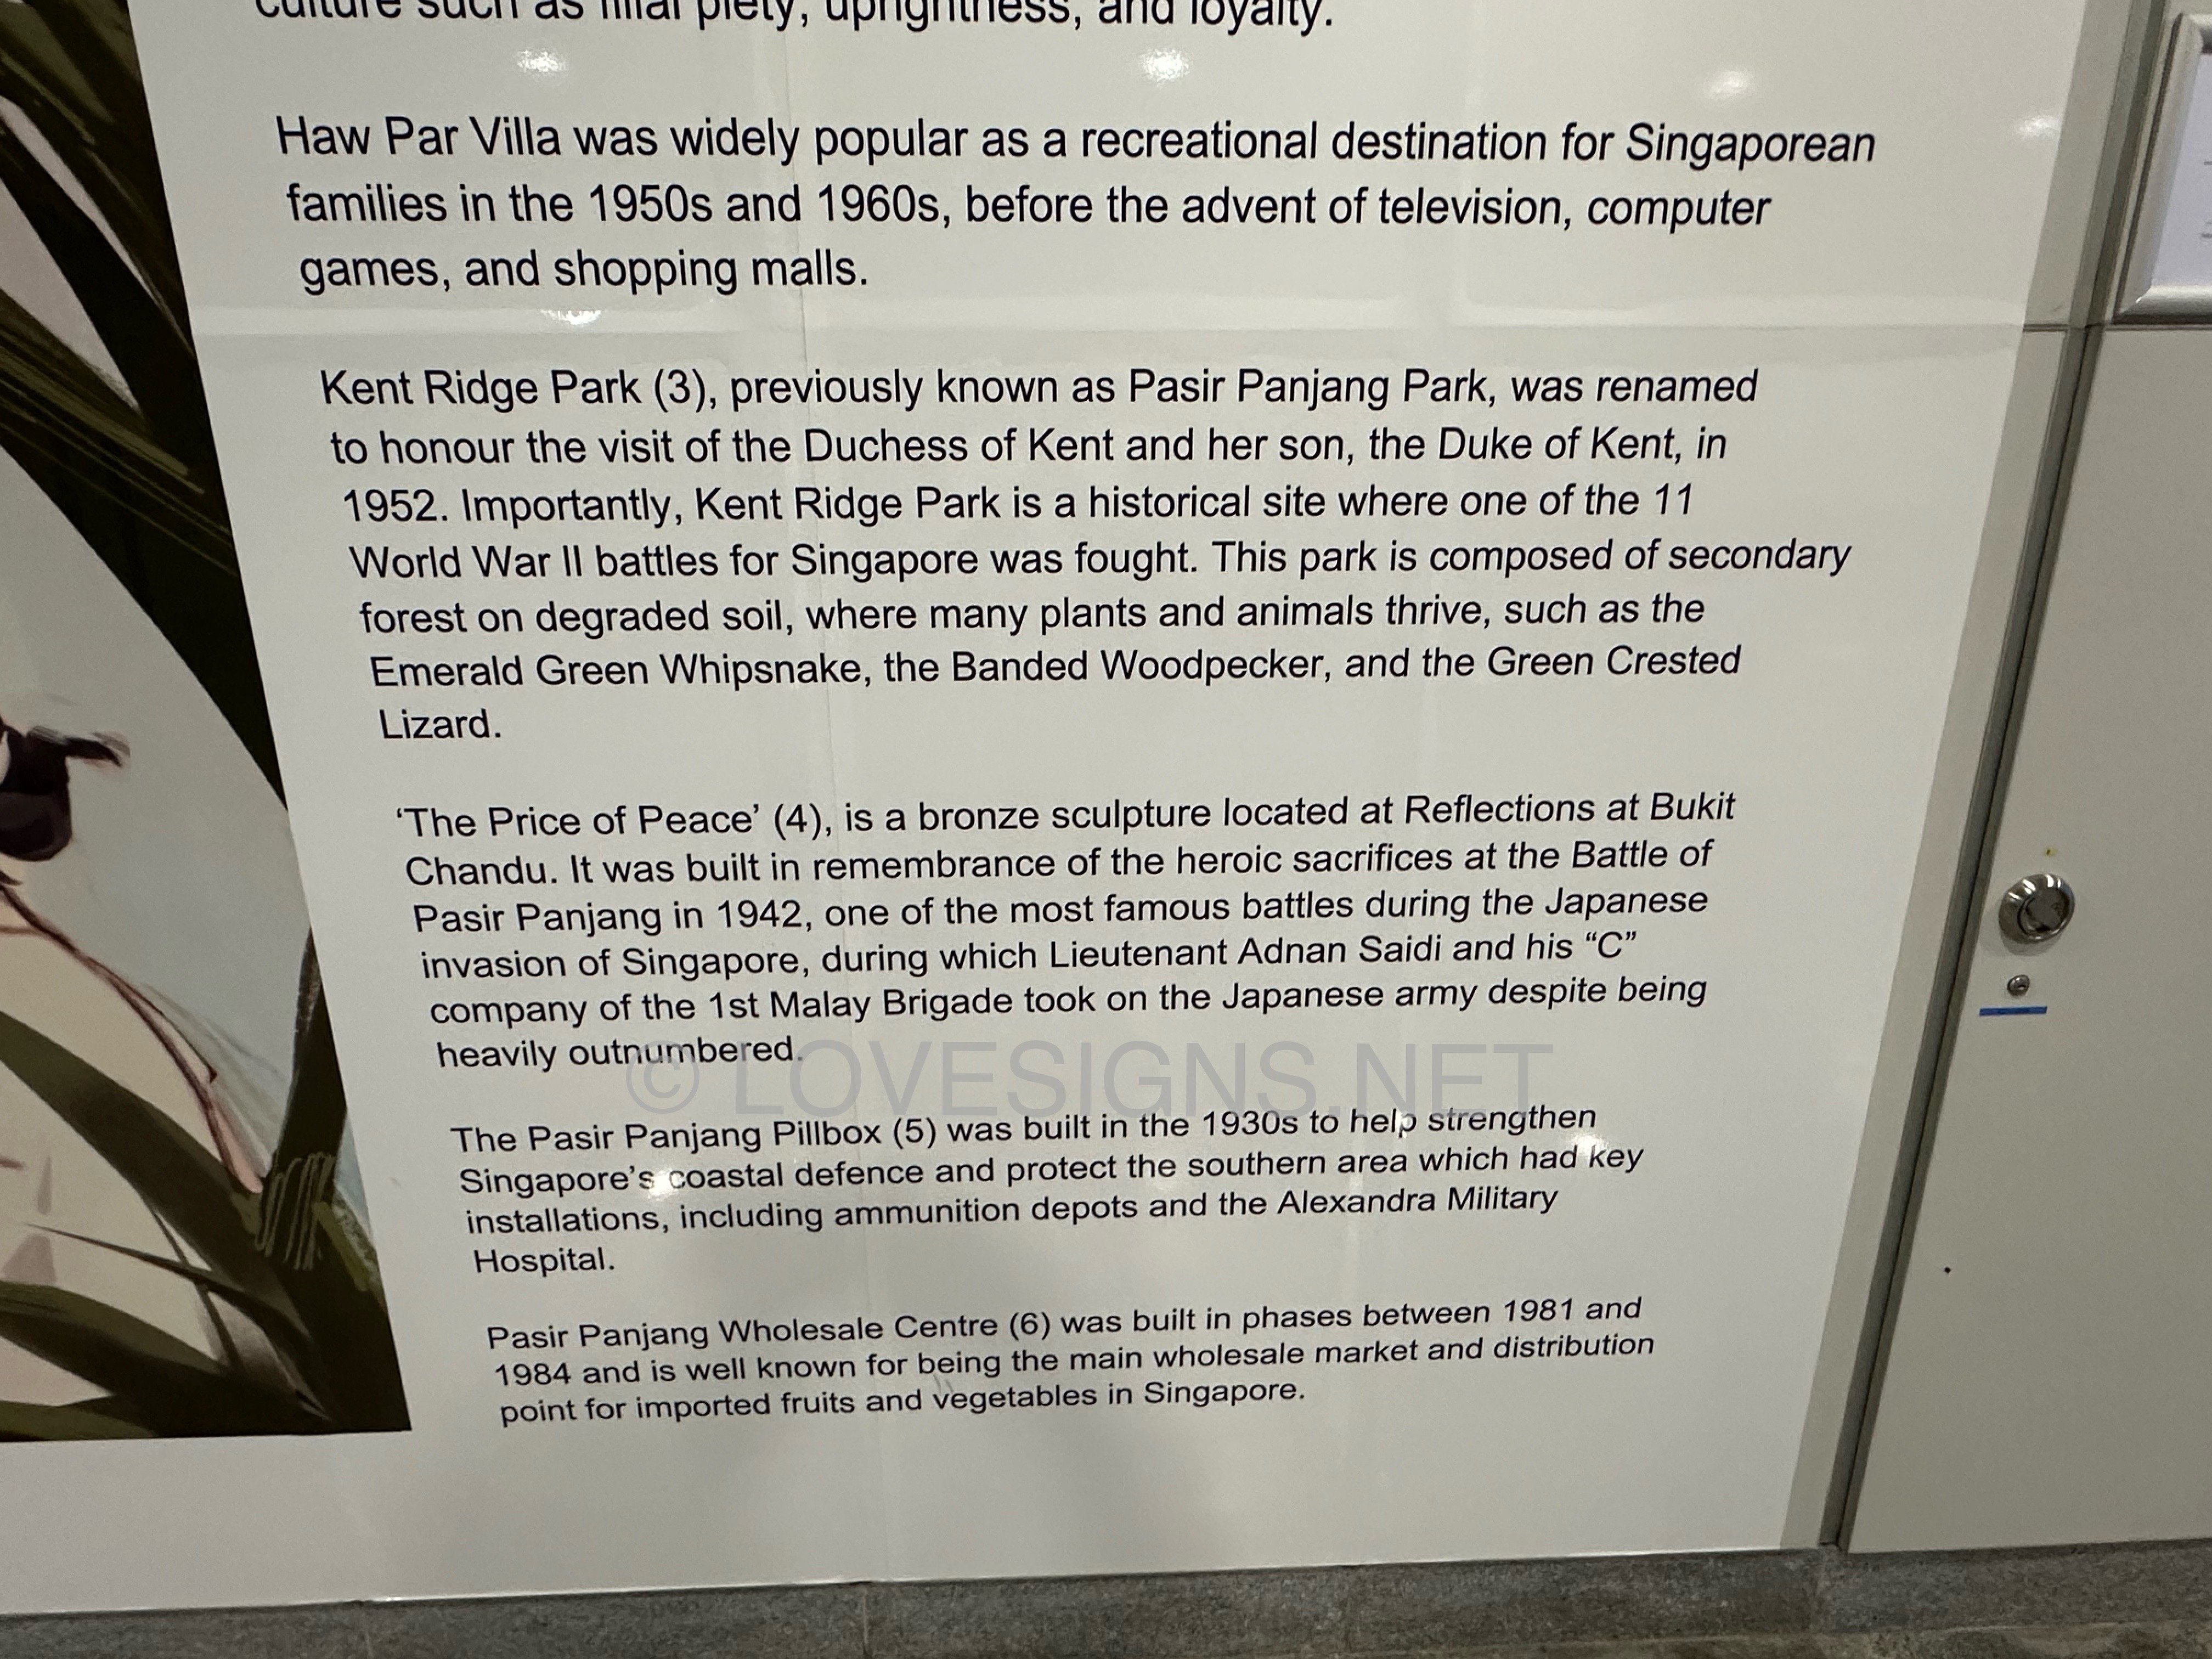 culture such as filial piety, uprightness, and loyalty.
Haw Par Villa was widely popular as a recreational destination for Singaporean
families in the 1950s and 1960s, before the advent of television, computer
games, and shopping malls.
Kent Ridge Park (3), previously known as Pasir Panjang Park, was renamed
to honour the visit of the Duchess of Kent and her son, the Duke of Kent, in
1952. Importantly, Kent Ridge Park is a historical site where one of the 11
World War II battles for Singapore was fought. This park is composed of secondary
forest on degraded soil, where many plants and animals thrive, such as the
Emerald Green Whipsnake, the Banded Woodpecker, and the Green Crested
Lizard.
‘The Price of Peace’ (4), is a bronze sculpture located at Reflections at Bukit
Chandu. It was built in remembrance of the heroic sacrifices at the Battle of
Pasir Panjang in 1942, one of the most famous battles during the Japanese
invasion of Singapore, during which Lieutenant Adnan Saidi and his “C”
company of the 1st Malay Brigade took on the Japanese army despite being
heavily outnumbered.
© LOVESIGNS.NET
The Pasir Panjang Pillbox (5) was built in the 1930s to help strengthen
Singapore’s coastal defence and protect the southern area which had key
installations, including ammunition depots and the Alexandra Military
Hospital.
Pasir Panjang Wholesale Centre (6) was built in phases between 1981 and
1984 and is well known for being the main wholesale market and distribution
point for imported fruits and vegetables in Singapore.